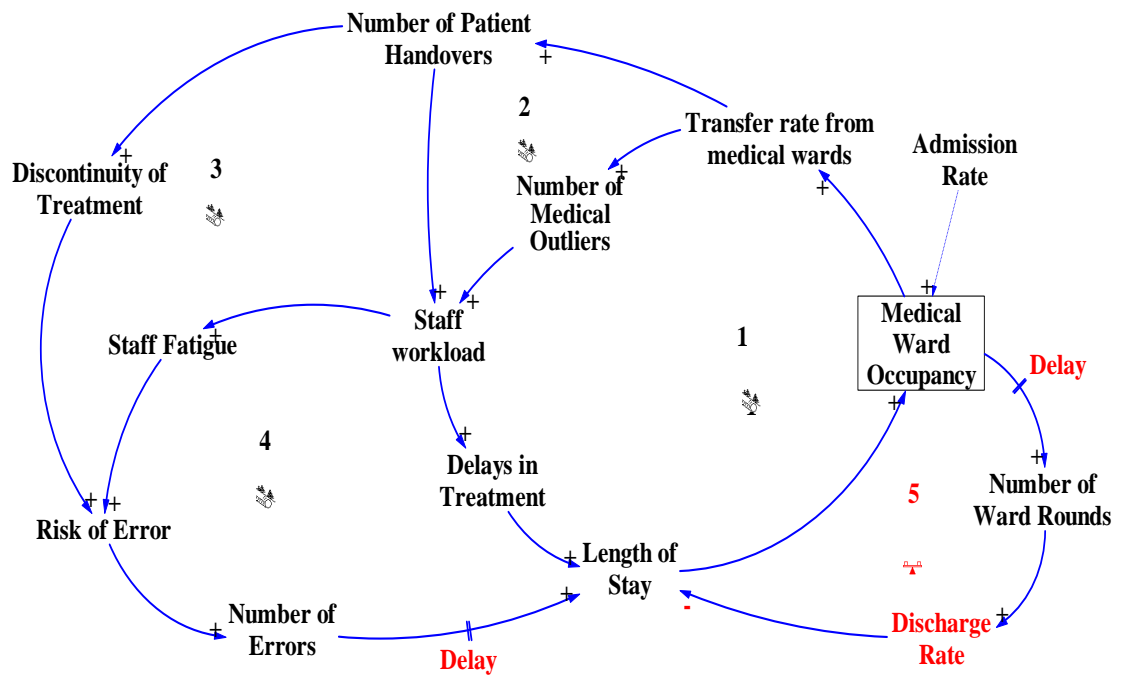 Number of Patient
Handovers
+
2
Transfer rate from
medical wards
+
Admission
Rate
+
Discontinuity of
Treatment
3
+
Number of
Medical
Outliers
+
+
+
+
Staff
workload
Medical
Ward
Occupancy
+
Staff Fatigue
1
Delay
+
4
+
Delays in
Treatment
+
Number of
Ward Rounds
5
+
+
Risk of Error
+
Length of
Stay
+
-
Discharge
Rate
+
Number of
Errors
+
Delay